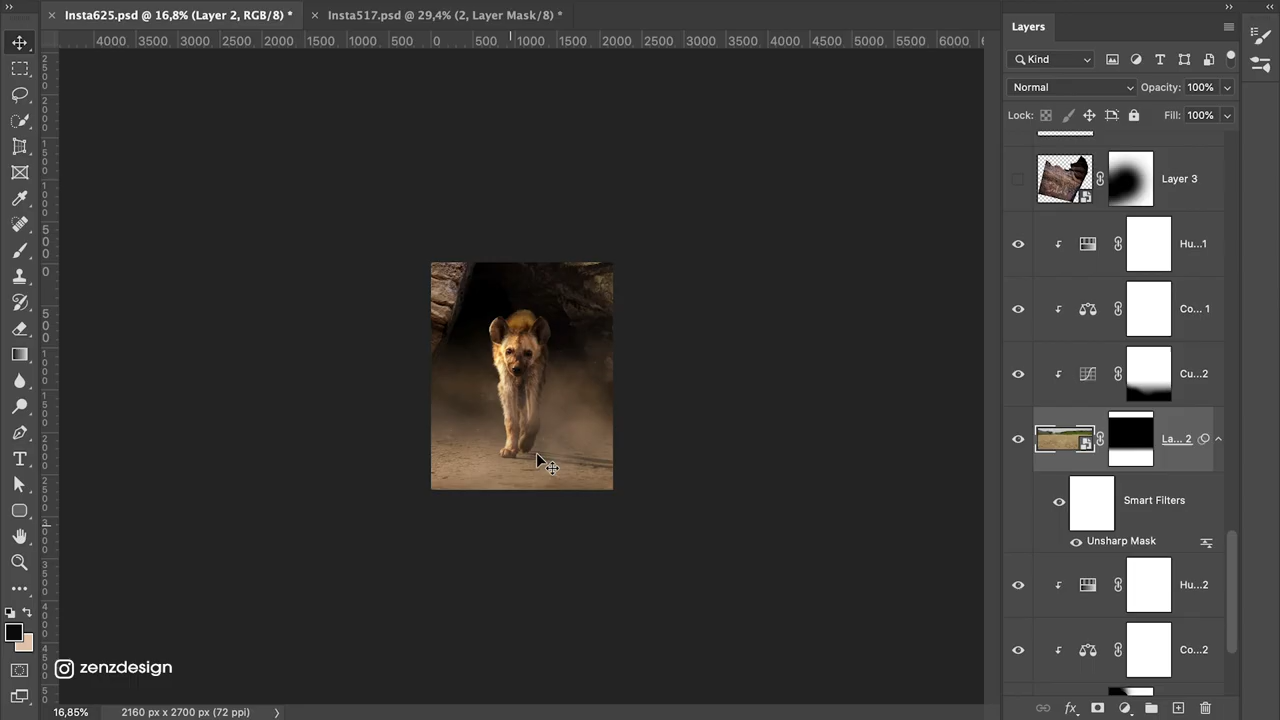 Insta625.psd @ 16,8% (Layer 2, RGB/8) *
Insta517.psd @ 29,4% (2, Layer Mask/8) *
4000 3500 3000 2500 2000 1500 1000 500 0 500 1000 1500 2000 2500 3000 3500 4000 4500 5000 5500 6000
Layers
Kind
Normal
Opacity: 100%
Lock:
Fill: 100%
Layer 3
Hu...1
Co... 1
Cu...2
La... 2
Smart Filters
Unsharp Mask
Hu...2
Co...2
zenzdesign
16,85%
2160 px x 2700 px (72 ppi)